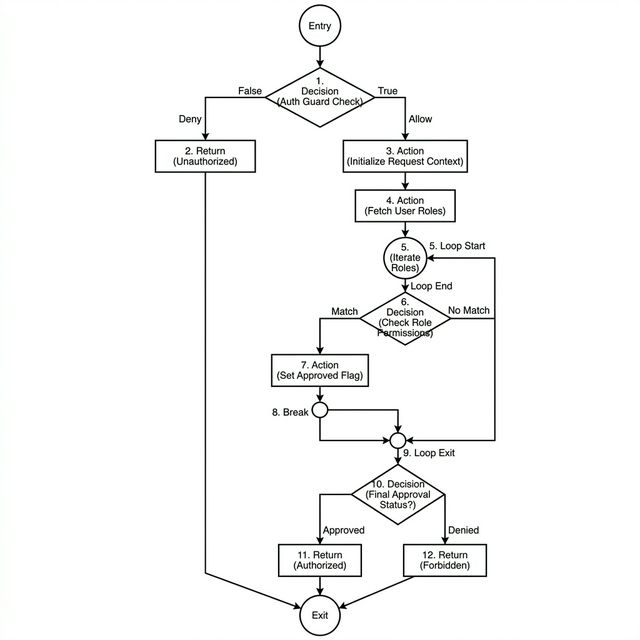 Entry
1.
Decision
(Auth Guard Check)
False
True
Deny
Allow
2. Return
(Unauthorized)
3. Action
(Initialize Request Context)
4. Action
(Fetch User Roles)
5.
(Iterate
Roles)
5. Loop Start
Loop End
6.
Decision
(Check Role
Permissions)
Match
No Match
7. Action
(Set Approved Flag)
8. Break
9. Loop Exit
10. Decision
(Final Approval
Status?)
Approved
Denied
11. Return
(Authorized)
12. Return
(Forbidden)
Exit